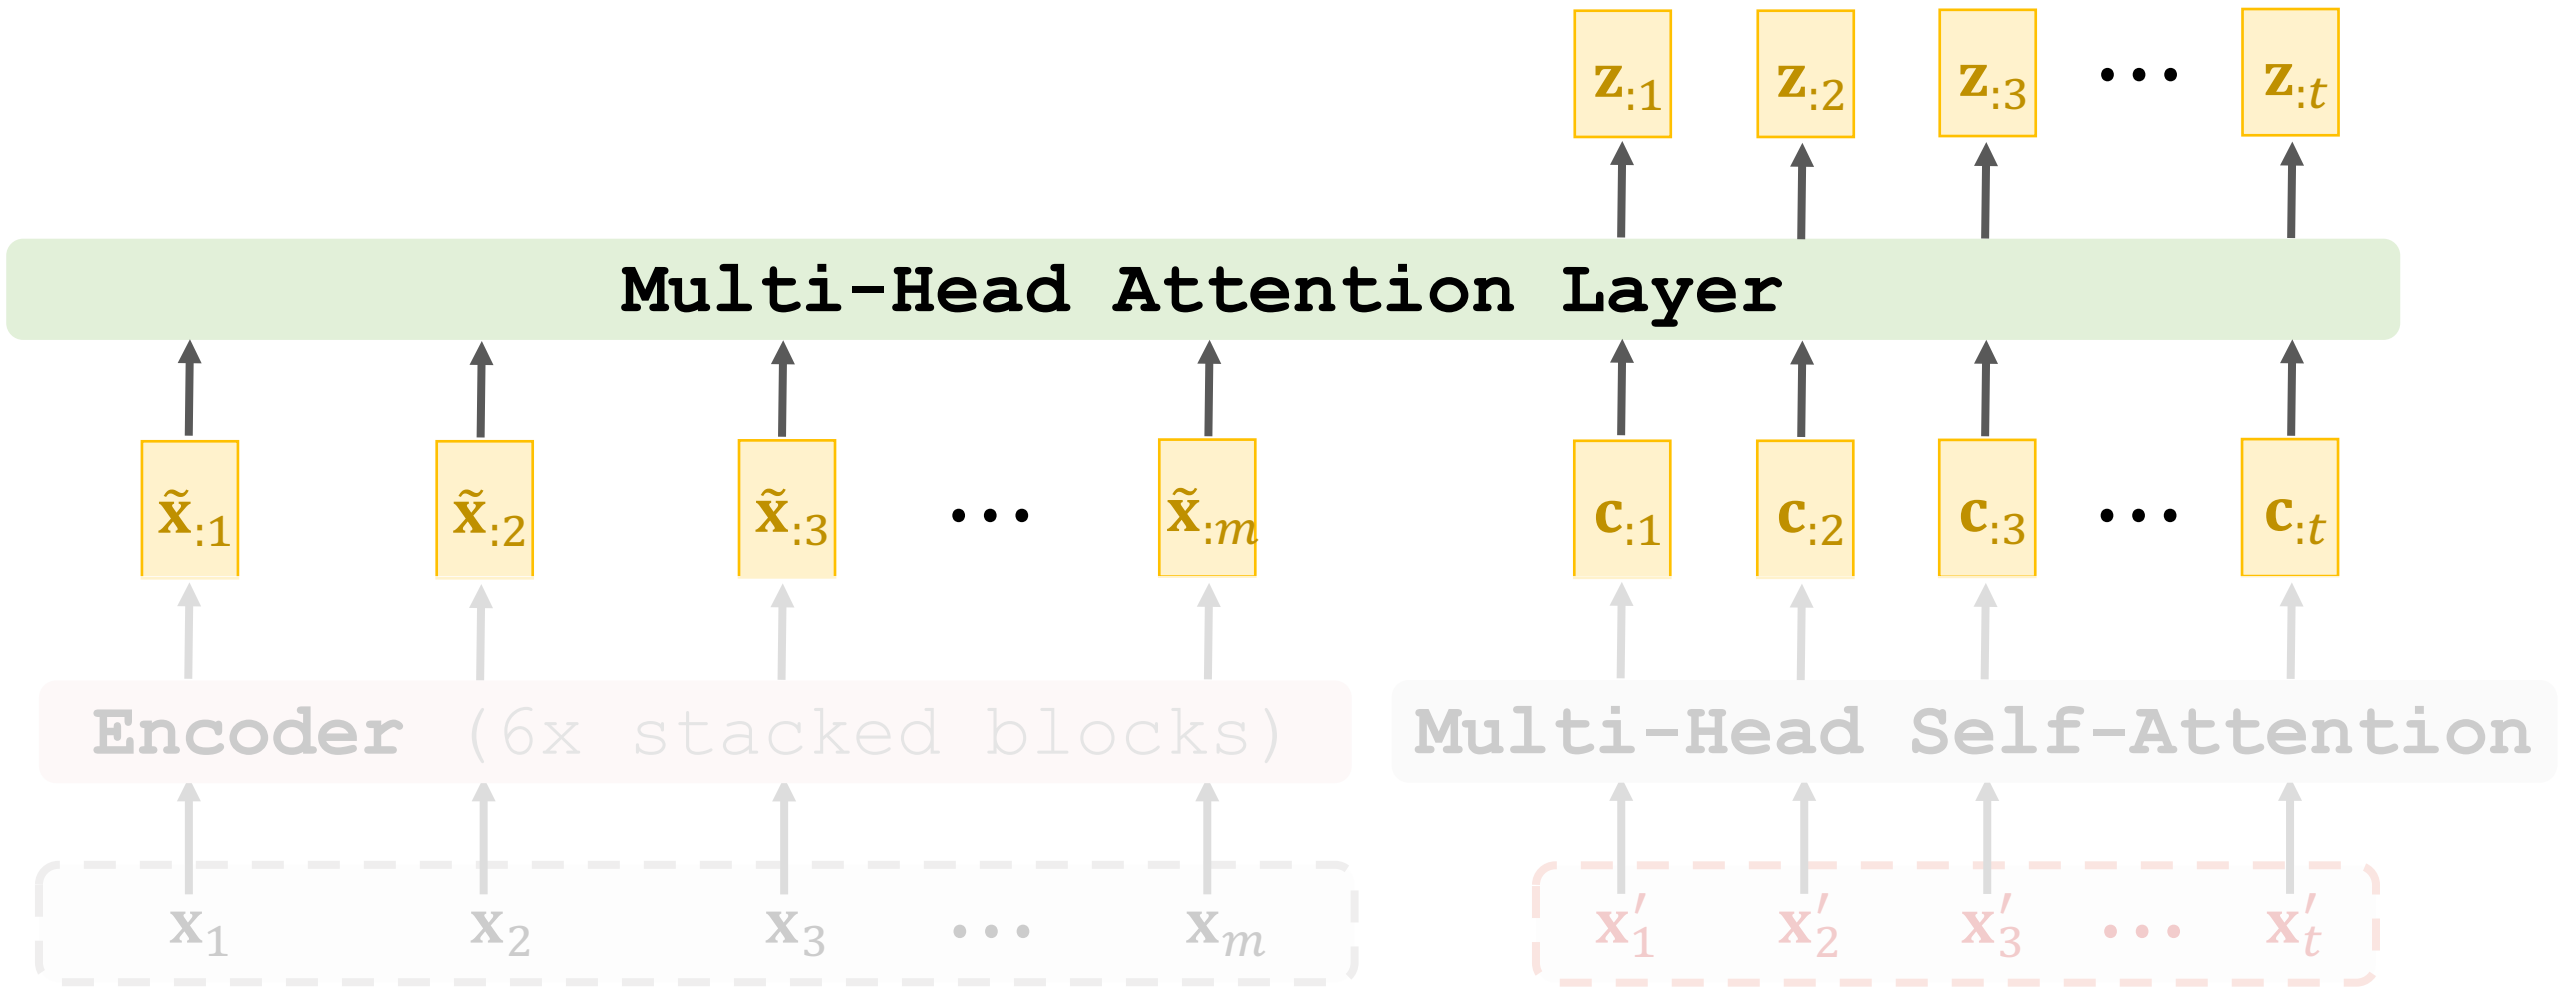 z:1 z:2 z:3 ⋯ z:t
Multi-Head Attention Layer
x̃:1 x̃:2 x̃:3 ⋯ x̃:m c:1 c:2 c:3 ⋯ c:t
Encoder (6x stacked blocks) Multi-Head Self-Attention
x1 x2 x3 ⋯ xm x′1 x′2 x′3 ⋯ x′t